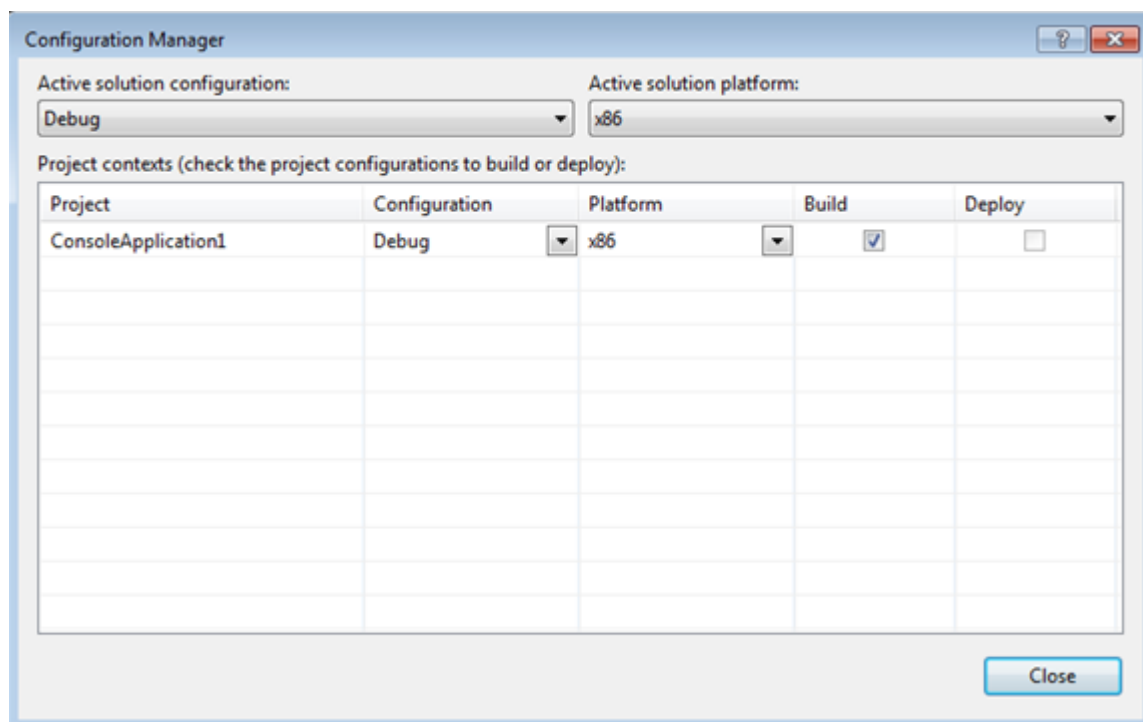 Configuration Manager
Active solution configuration: Active solution platform:
Debug x86
Project contexts (check the project configurations to build or deploy):
Project Configuration Platform Build Deploy
ConsoleApplication1 Debug x86
Close